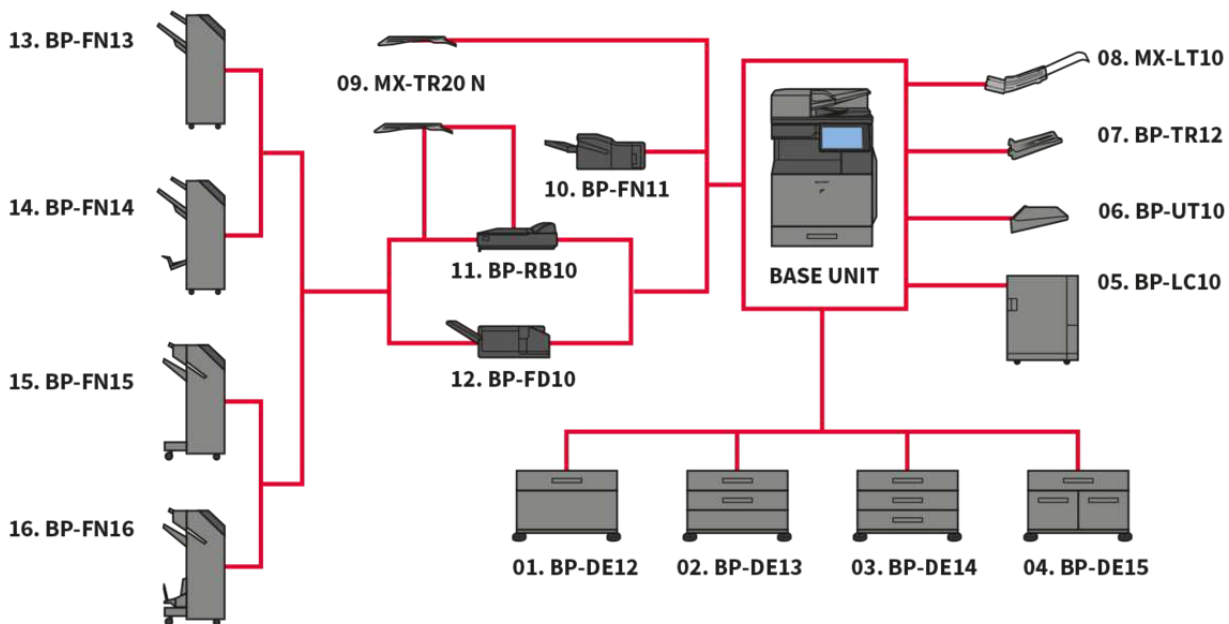 13. BP-FN13
09. MX-TR20 N
08. MX-LT10
07. BP-TR12
10. BP-FN11
14. BP-FN14
06. BP-UT10
11. BP-RB10
BASE UNIT
05. BP-LC10
15. BP-FN15
12. BP-FD10
16. BP-FN16
01. BP-DE12
02. BP-DE13
03. BP-DE14
04. BP-DE15